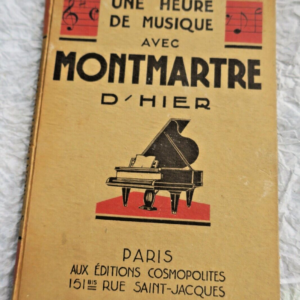 UNE HEURE
DE MUSIQUE
AVEC
MONTMARTRE
D'HIER
PARIS
AUX ÉDITIONS COSMOPOLITES
151 BIS RUE SAINT-JACQUES